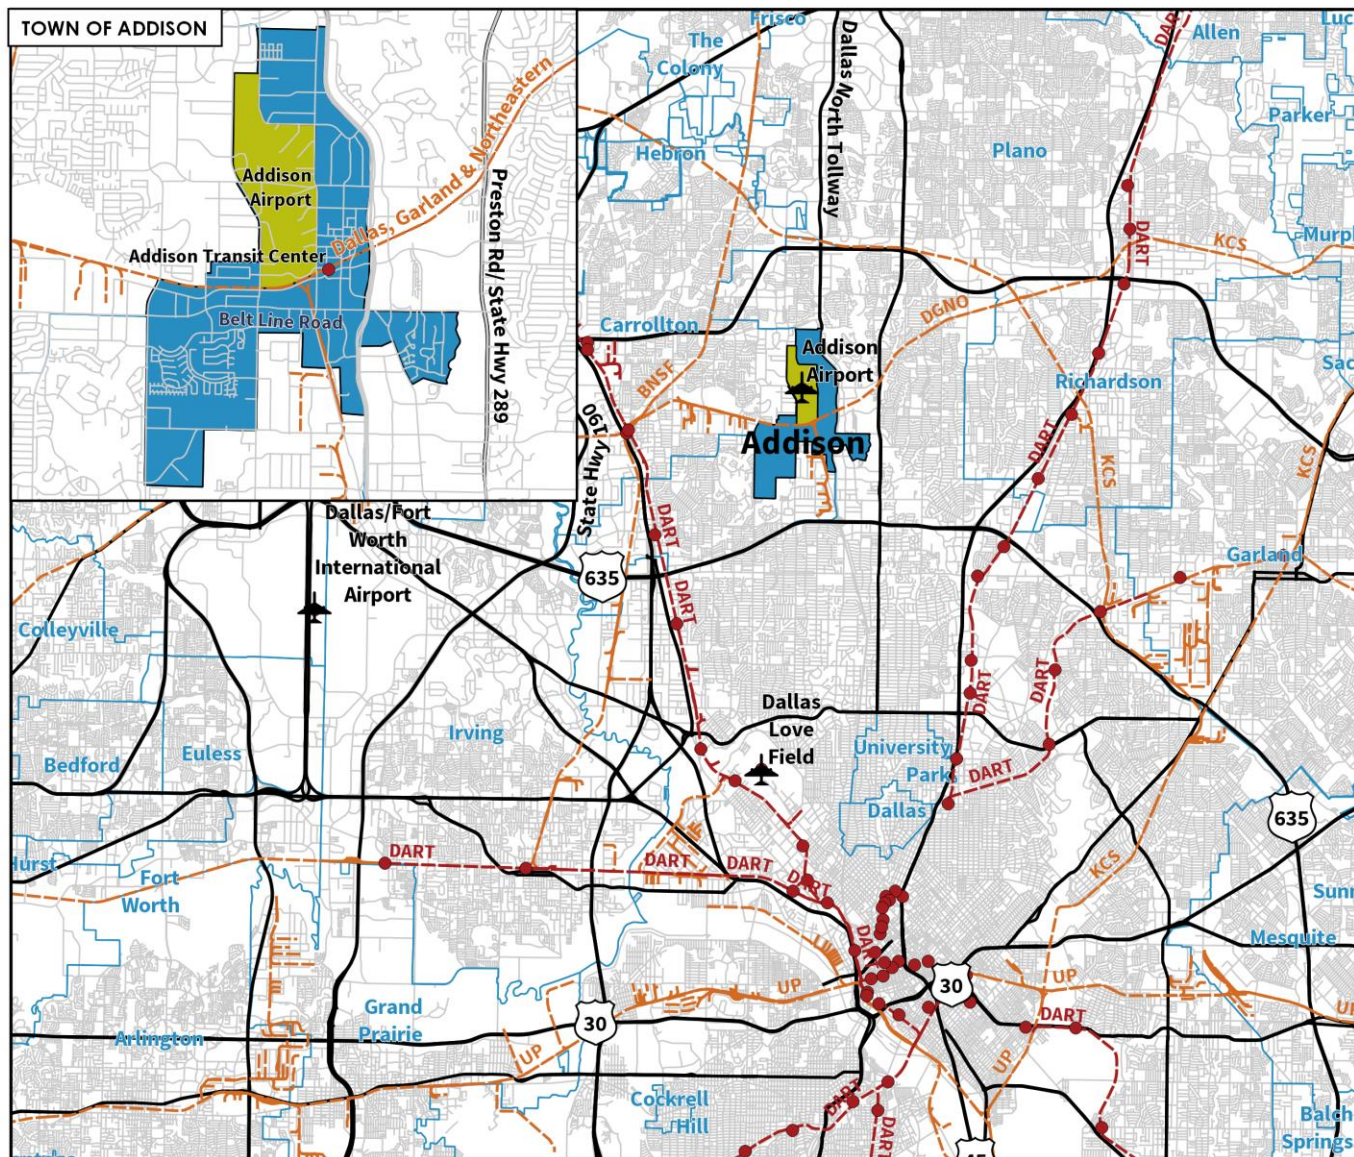 TOWN OF ADDISON
Addison
Airport
Addison Transit Center
Dallas, Garland & Northeastern
Belt Line Road
Preston Rd/ State Hwy 289
Frisco
The
Colony
Hebron
Dallas North Tollway
Plano
DART
Allen
Parker
DART
KCS
Carrollton
DGNO
Addison
Airport
Richardson
BNSF
Addison
State Hwy 190
DART
KCS
KCS
Dallas/Fort
Worth
International
Airport
635
DART
DART
Garland
Colleyville
DART
DART
Dallas
Love
Field
Irving
University
Park
Euless
Bedford
DART
Dallas
635
DART
DART
DART
DART
Fort
Worth
KCS
Mesquite
UP
UP
30
Grand
Prairie
30
DART
Arlington
UP
UP
Cockrell
Hill
DART
DART
Balch
Springs